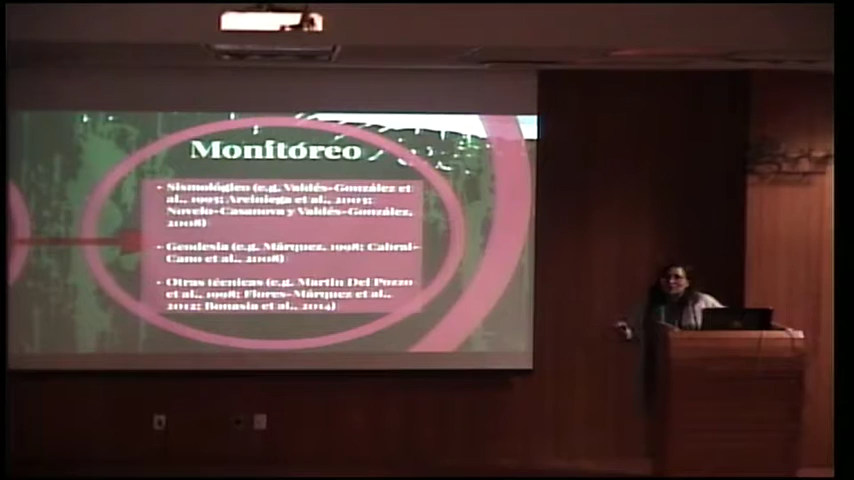 Monitóreo
- Sismológico (e.g. Valdés-González et
al., 1995; Arciniega et al., 2003;
Novelo-Casanova y Valdés-González,
2008)
- Geodesia (e.g. Márquez, 1998; Cabral-
Cano et al., 2008)
- Otras técnicas (e.g. Martin Del Pozzo
et al., 1998; Flores-Márquez et al.,
2012; Bonasia et al., 2014)